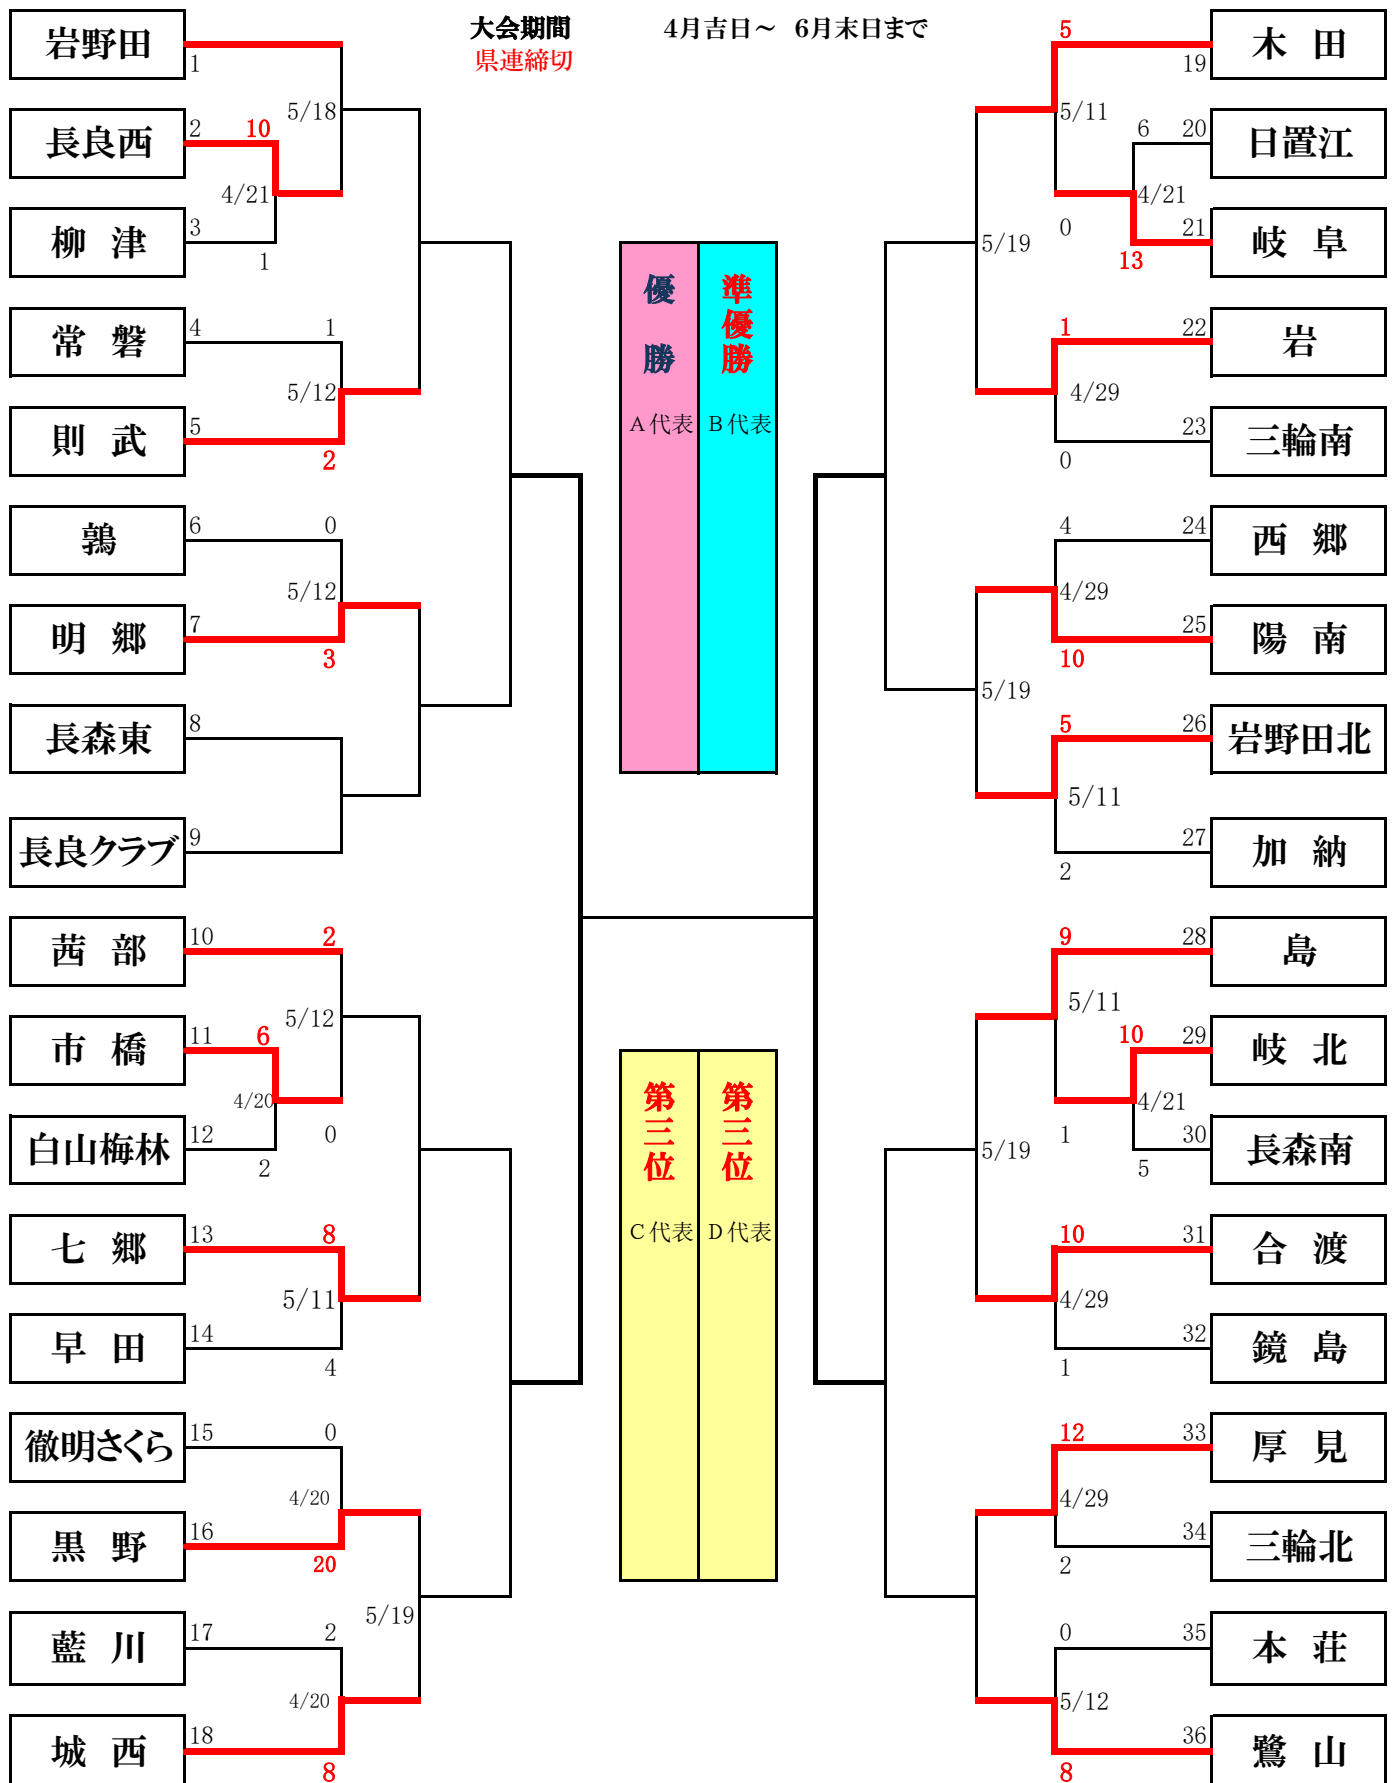 大会期間 4月吉日～ 6月末日まで
県連締切
岩野田
1
5/18
長良西
2
10
4/21
柳 津
3
1
常 磐
4
1
5/12
則 武
5
2
鶉
6
0
5/12
明 郷
7
3
長森東
8
長良クラブ
9
茜 部
10
2
5/12
市 橋
11
6
4/20
0
白山梅林
12
2
七 郷
13
8
5/11
早 田
14
4
徹明さくら
15
0
4/20
黒 野
16
20
5/19
藍 川
17
2
4/20
城 西
18
8
優勝
A代表
準優勝
B代表
第三位
C代表
第三位
D代表
5
木 田
19
5/11
6
20
日置江
4/21
0
21
岐 阜
13
5/19
1
22
岩
4/29
23
三輪南
0
4
24
西 郷
4/29
25
陽 南
10
5/19
5
26
岩野田北
5/11
27
加 納
2
9
28
島
5/11
10
29
岐 北
4/21
1
30
長森南
5
5/19
10
31
合 渡
4/29
32
鏡 島
1
12
33
厚 見
4/29
34
三輪北
2
0
35
本 荘
5/12
36
鷺 山
8